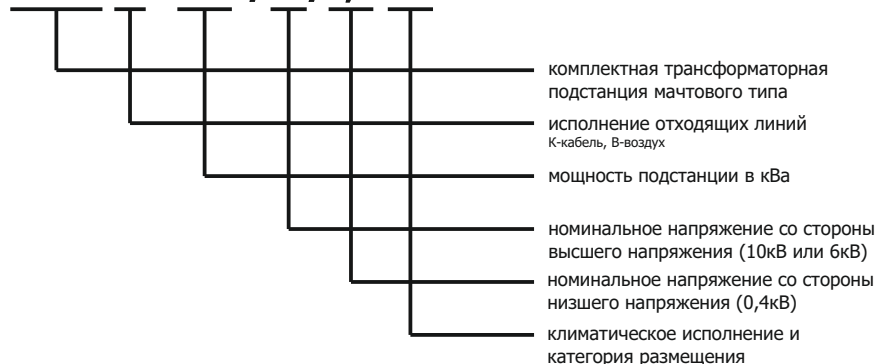 комплектная трансформаторная
подстанция мачтового типа
исполнение отходящих линий
К-кабель, В-воздух
мощность подстанции в кВа
номинальное напряжение со стороны
высшего напряжения (10кВ или 6кВ)
номинальное напряжение со стороны
низшего напряжения (0,4кВ)
климатическое исполнение и
категория размещения